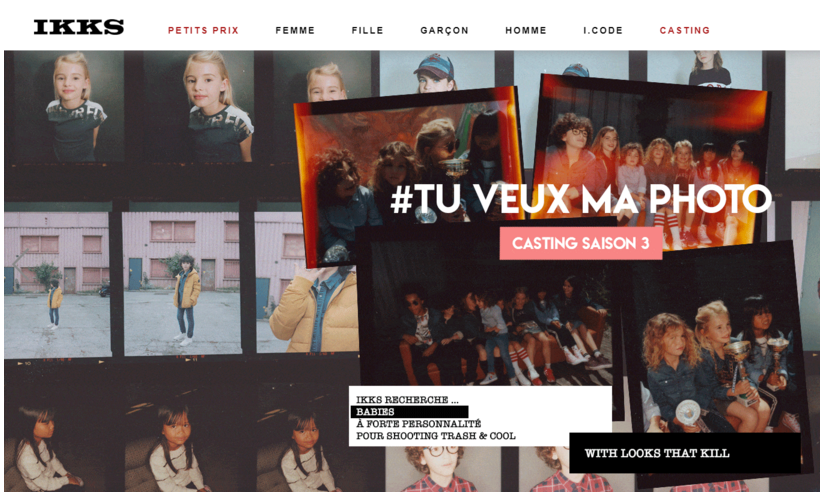 IKKS
PETITS PRIX FEMME FILLE GARÇON HOMME I.CODE CASTING
#TU VEUX MA PHOTO
CASTING SAISON 3
IKKS RECHERCHE ...
BABIES
À FORTE PERSONNALITÉ
POUR SHOOTING TRASH & COOL
WITH LOOKS THAT KILL